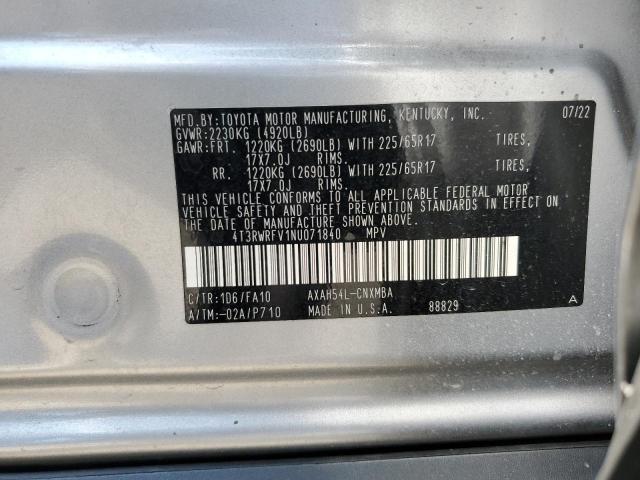 MFD.BY:TOYOTA MOTOR MANUFACTURING, KENTUCKY, INC. 07/22
GVWR:2230KG (4920LB)
GAWR:FRT. 1220KG (2690LB) WITH 225/65R17 TIRES,
17X7.0J RIMS.
RR. 1220KG (2690LB) WITH 225/65R17 TIRES,
17X7.0J RIMS.
THIS VEHICLE CONFORMS TO ALL APPLICABLE FEDERAL MOTOR
VEHICLE SAFETY AND THEFT PREVENTION STANDARDS IN EFFECT ON
THE DATE OF MANUFACTURE SHOWN ABOVE.
4T3RWRFV1NU071840 MPV
C/TR:1D6/FA10 AXAH54L-CNXMBA
A/TM:-02A/P710 MADE IN U.S.A. 88829 A